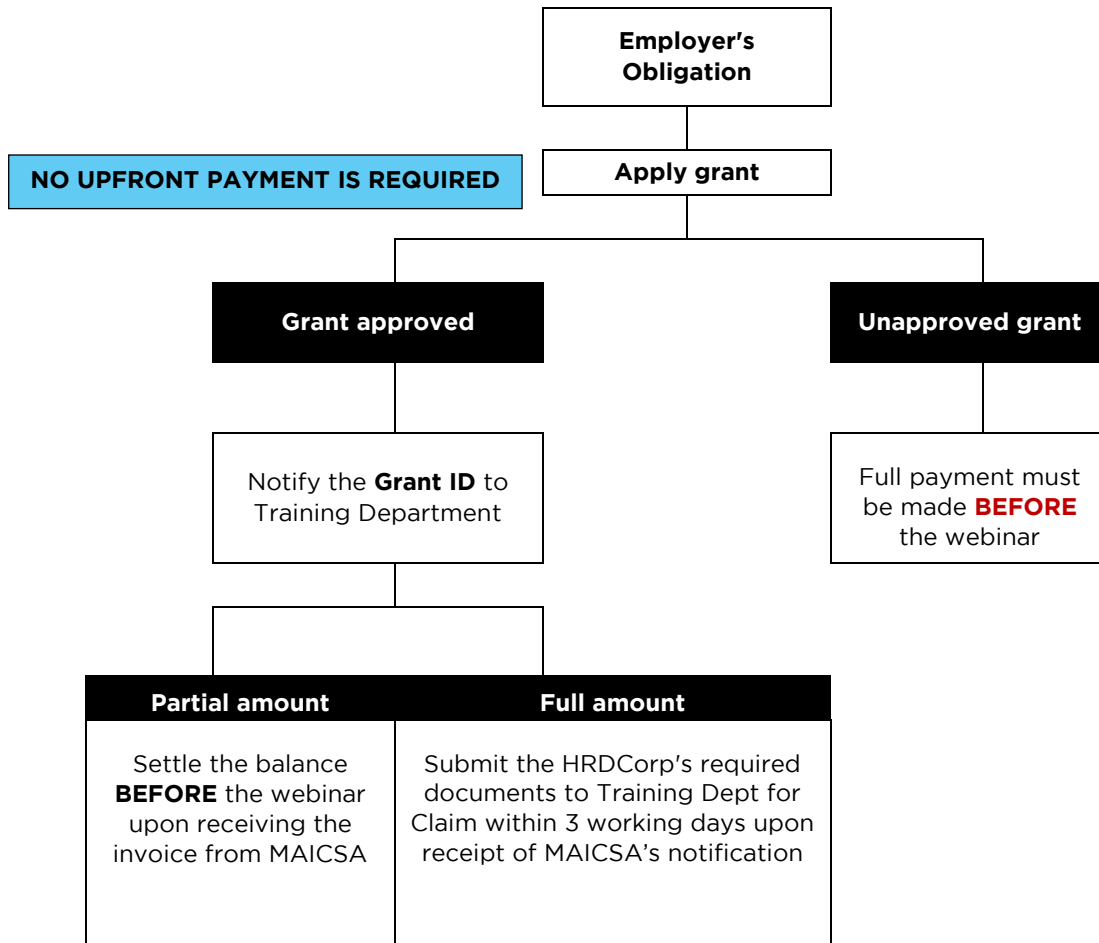 Employer's
Obligation
NO UPFRONT PAYMENT IS REQUIRED
Apply grant
Grant approved
Unapproved grant
Notify the Grant ID to
Training Department
Full payment must
be made BEFORE
the webinar
Partial amount
Full amount
Settle the balance
BEFORE the webinar
upon receiving the
invoice from MAICSA
Submit the HRDCorp's required
documents to Training Dept for
Claim within 3 working days upon
receipt of MAICSA’s notification